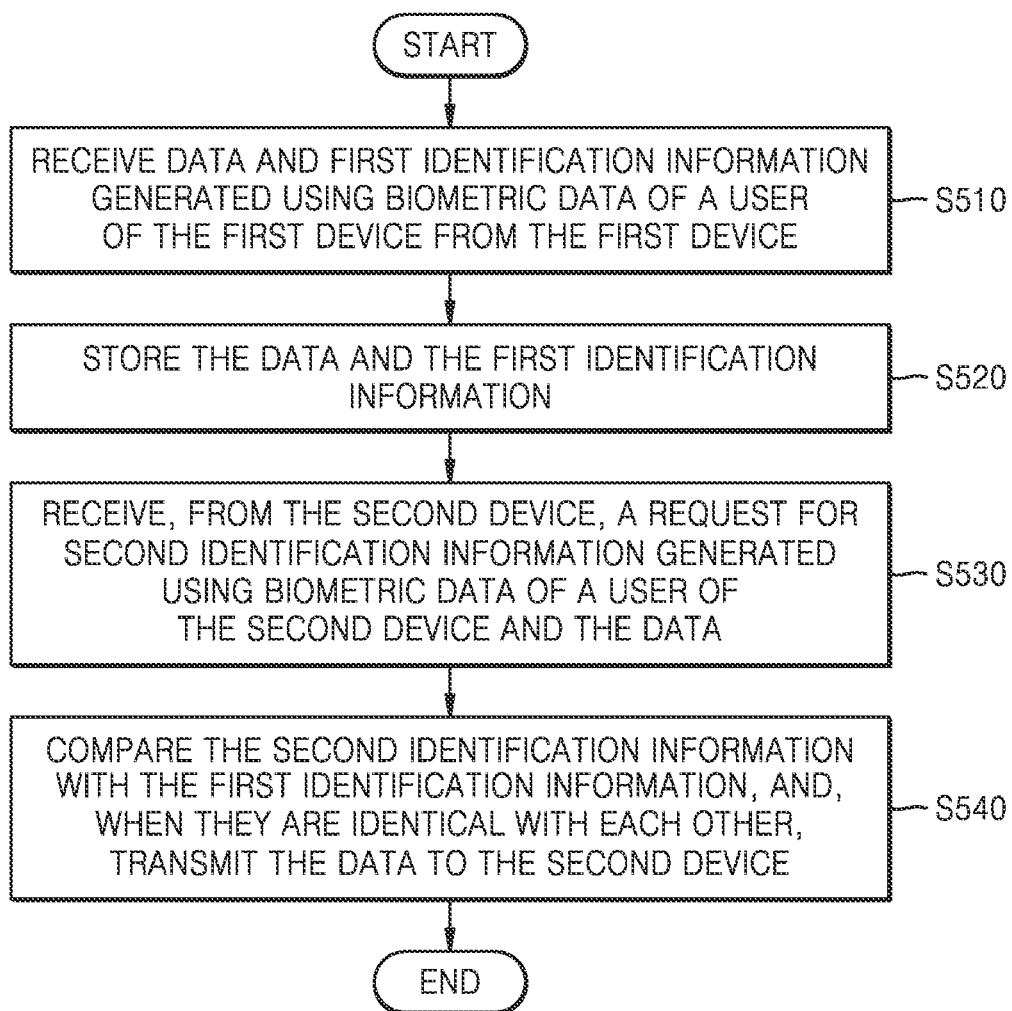 START
RECEIVE DATA AND FIRST IDENTIFICATION INFORMATION
GENERATED USING BIOMETRIC DATA OF A USER
OF THE FIRST DEVICE FROM THE FIRST DEVICE
S510
STORE THE DATA AND THE FIRST IDENTIFICATION
INFORMATION
S520
RECEIVE, FROM THE SECOND DEVICE, A REQUEST FOR
SECOND IDENTIFICATION INFORMATION GENERATED
USING BIOMETRIC DATA OF A USER OF
THE SECOND DEVICE AND THE DATA
S530
COMPARE THE SECOND IDENTIFICATION INFORMATION
WITH THE FIRST IDENTIFICATION INFORMATION, AND,
WHEN THEY ARE IDENTICAL WITH EACH OTHER,
TRANSMIT THE DATA TO THE SECOND DEVICE
S540
END